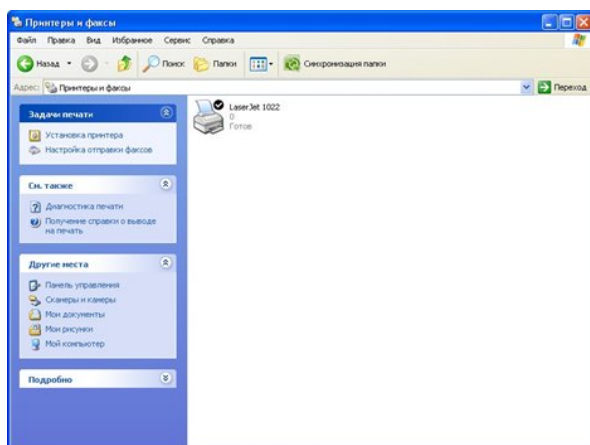 Принтеры и факсы
Файл Правка Вид Избранное Сервис Справка
Назад Поиск Папки Синхронизация папки
Адрес: Принтеры и факсы Переход
Задачи печати
Установка принтера
Настройка отправки факсов
См. также
Диагностика печати
Получение справки о выводе
на печать
Другие места
Панель управления
Сканеры и камеры
Мои документы
Мои рисунки
Мой компьютер
Подробно
LaserJet 1022
0
Готов